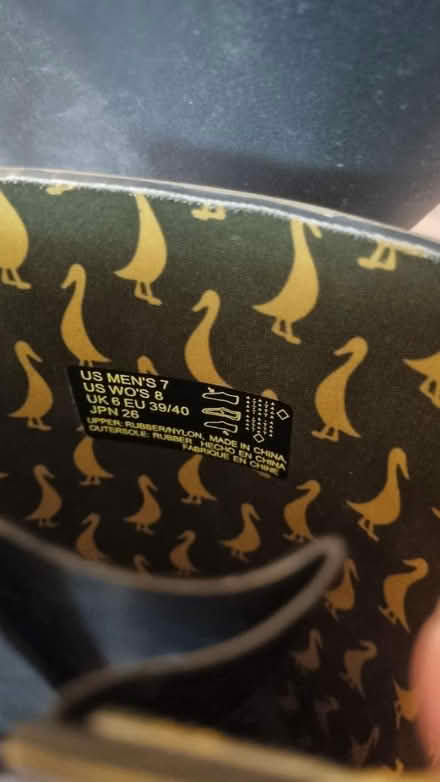 US MEN'S 7
US WO'S 8
UK 6 EU 39/40
JPN 26
UPPER: RUBBER/NYLON, MADE IN CHINA,
OUTERSOLE: RUBBER HECHO EN CHINA
FABRIQUE EN CHINE